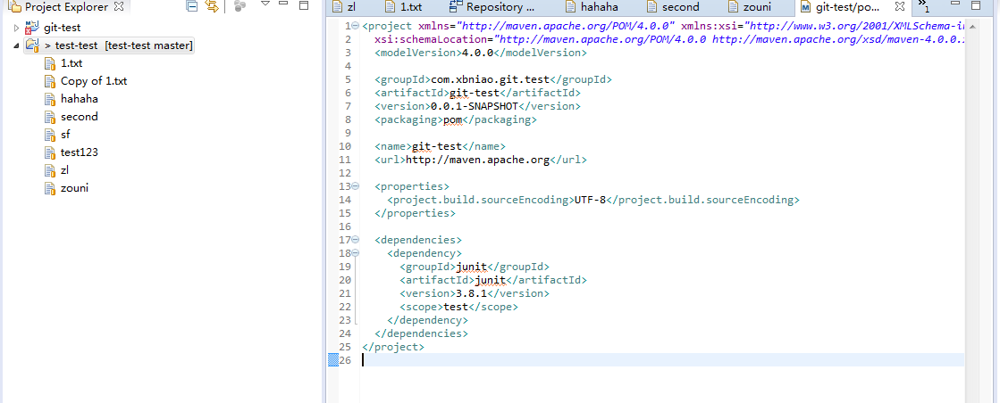 Project Explorer
git-test
> test-test [test-test master]
1.txt
Copy of 1.txt
hahaha
second
sf
test123
zl
zouni
zl 1.txt Repository ... hahaha second zouni git-test/po... »1
1 <project xmlns="http://maven.apache.org/POM/4.0.0" xmlns:xsi="http://www.w3.org/2001/XMLSchema-in
2 xsi:schemaLocation="http://maven.apache.org/POM/4.0.0 http://maven.apache.org/xsd/maven-4.0.0.
3 <modelVersion>4.0.0</modelVersion>
4
5 <groupId>com.xbniao.git.test</groupId>
6 <artifactId>git-test</artifactId>
7 <version>0.0.1-SNAPSHOT</version>
8 <packaging>pom</packaging>
9
10 <name>git-test</name>
11 <url>http://maven.apache.org</url>
12
13 <properties>
14 <project.build.sourceEncoding>UTF-8</project.build.sourceEncoding>
15 </properties>
16
17 <dependencies>
18 <dependency>
19 <groupId>junit</groupId>
20 <artifactId>junit</artifactId>
21 <version>3.8.1</version>
22 <scope>test</scope>
23 </dependency>
24 </dependencies>
25 </project>
26